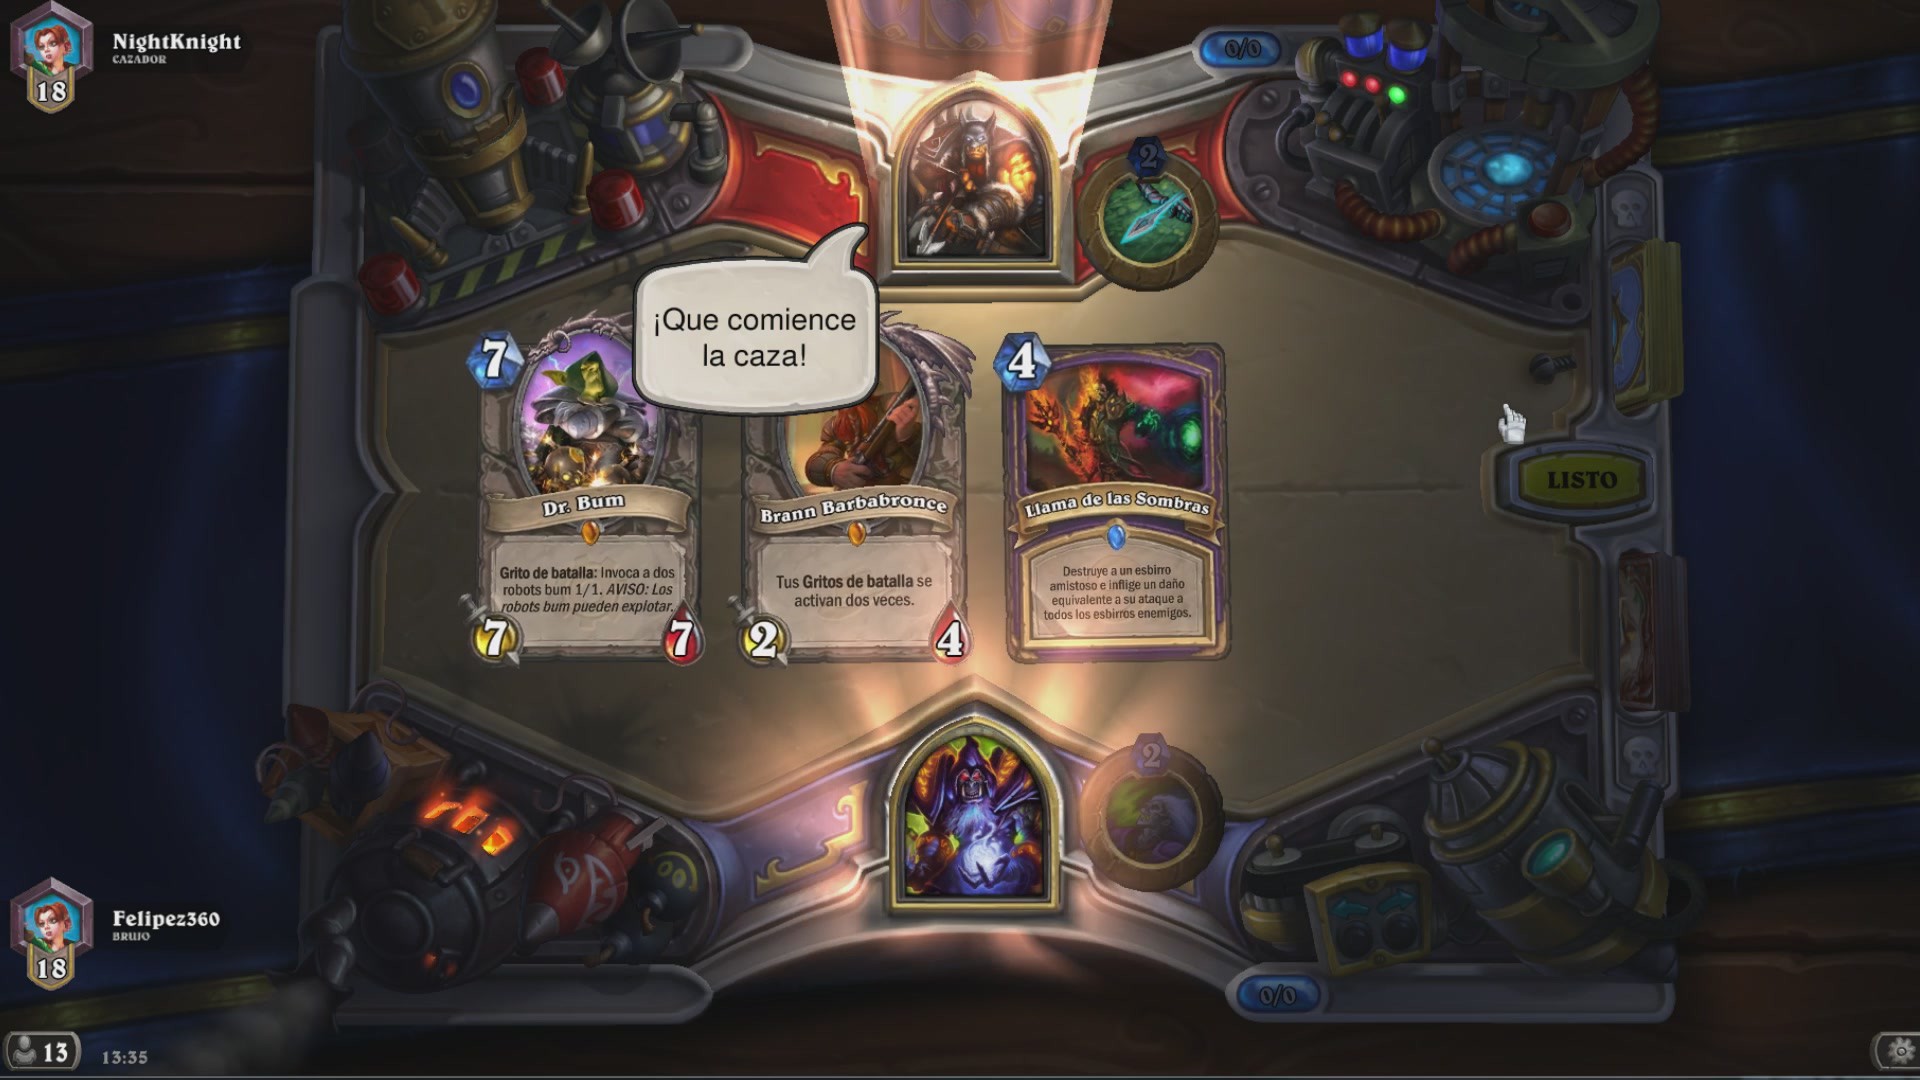 NightKnight
CAZADOR
18
0/0
2
¡Que comience
la caza!
7
Dr. Bum
Grito de batalla: Invoca a dos
robots bum 1/1. AVISO: Los
robots bum pueden explotar.
7
7
Brann Barbabronce
Tus Gritos de batalla se
activan dos veces.
2
4
4
Llama de las Sombras
Destruye a un esbirro
amistoso e inflige un daño
equivalente a su ataque a
todos los esbirros enemigos.
LISTO
2
Felipez360
BRUJO
18
0/0
13
13:35